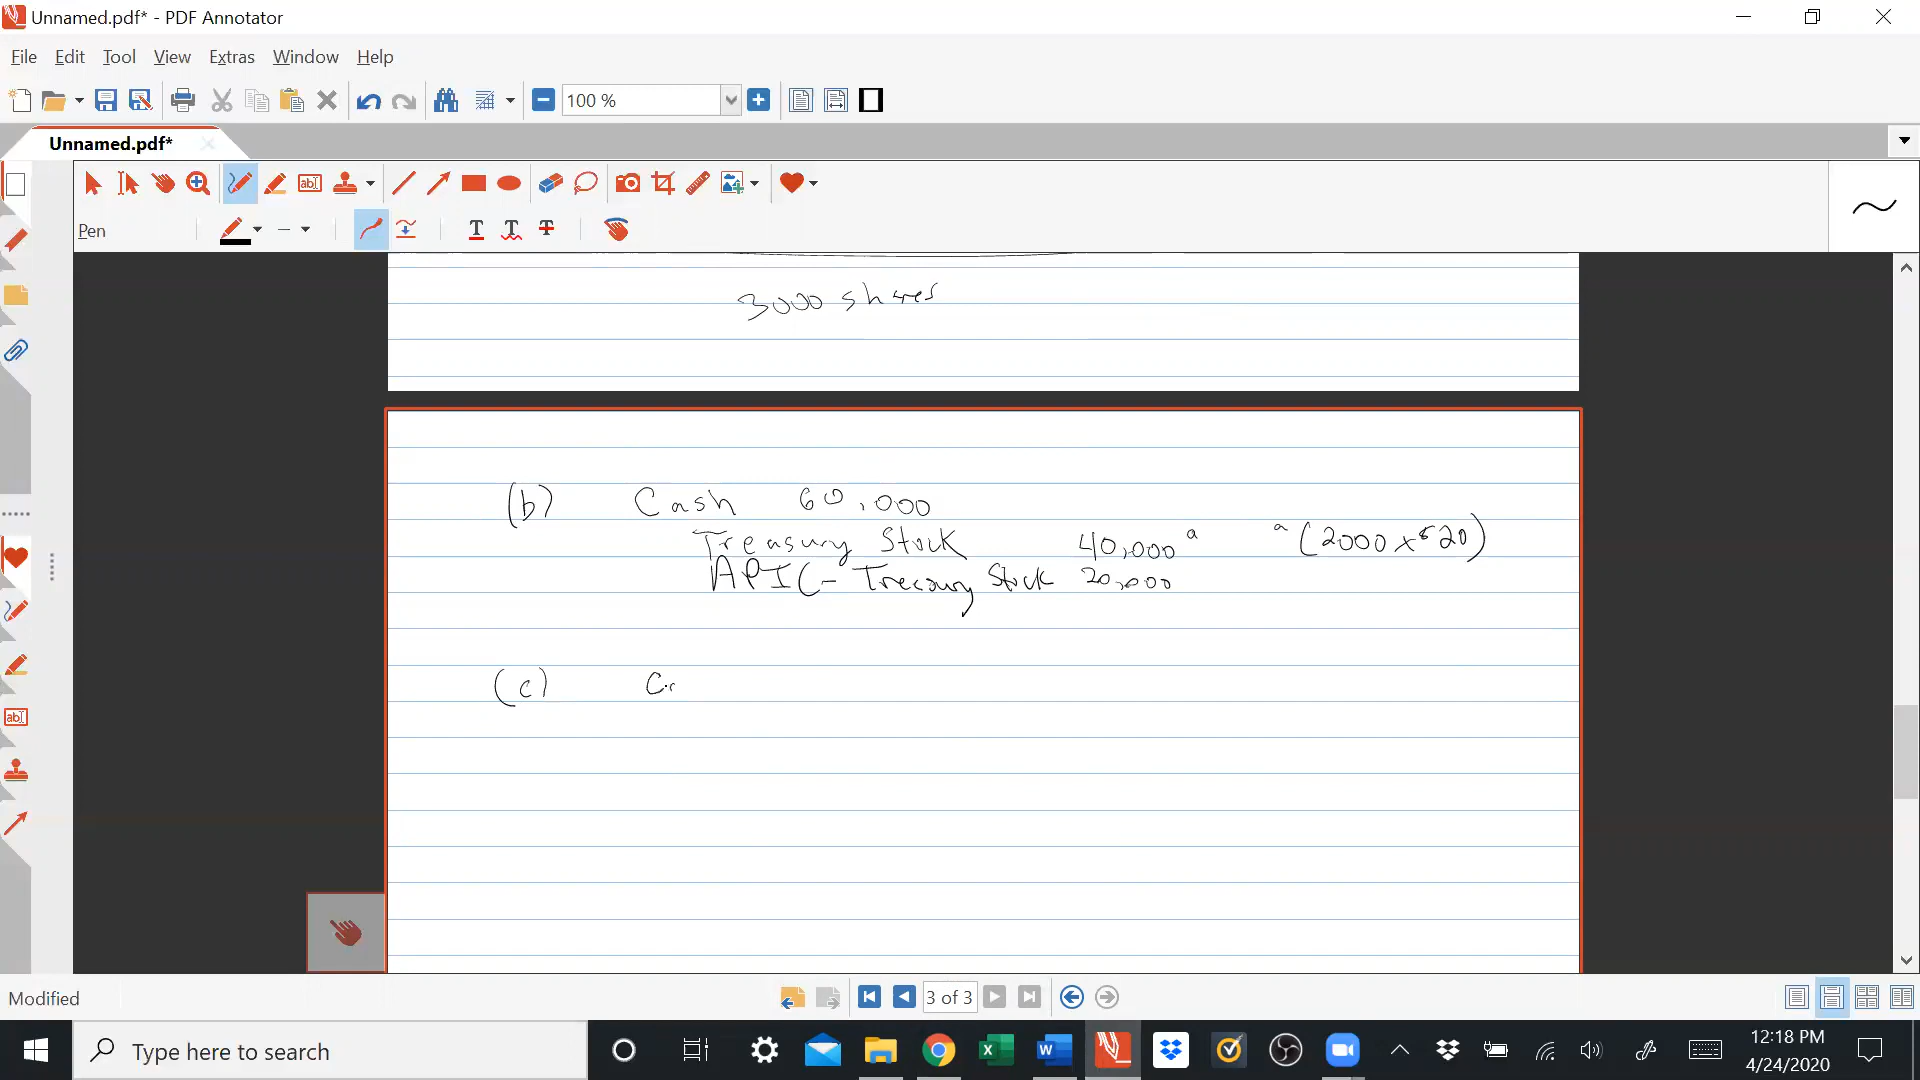 Unnamed.pdf* - PDF Annotator
File Edit Tool View Extras Window Help
100 %
Unnamed.pdf*
Pen
3000 shares
(b) Cash 60,000
Treasury Stock 40,000 a a (2000 x $20)
APIC - Treasury Stock 20,000
(c) Ca
Modified
3 of 3
Type here to search
12:18 PM
4/24/2020